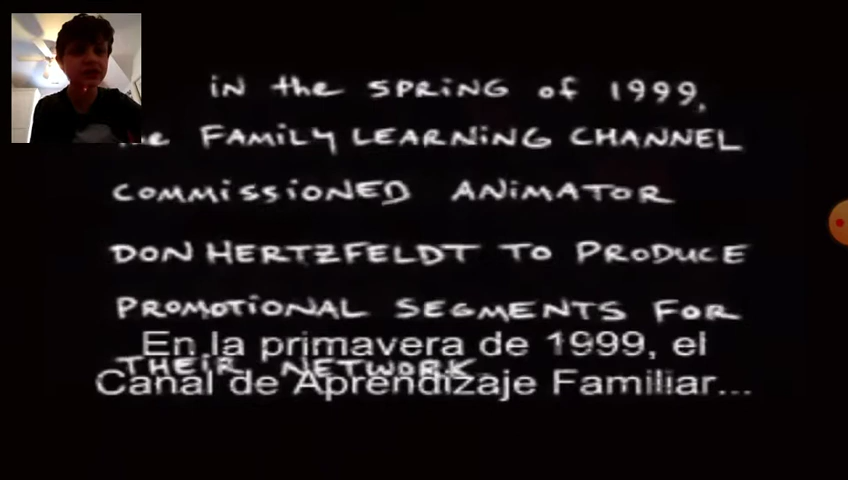 in the SPRiNG of 1999,
FAMiLY LEARNiNG CHANNEL
COMMiSSiONED ANiMATOR
DON HERTZFELDT TO PRODUCE
PROMOTiONAL SEGMENTS FOR
En la primavera de 1999, el
THEiR NETWORK
Canal de Aprendizaje Familiar...